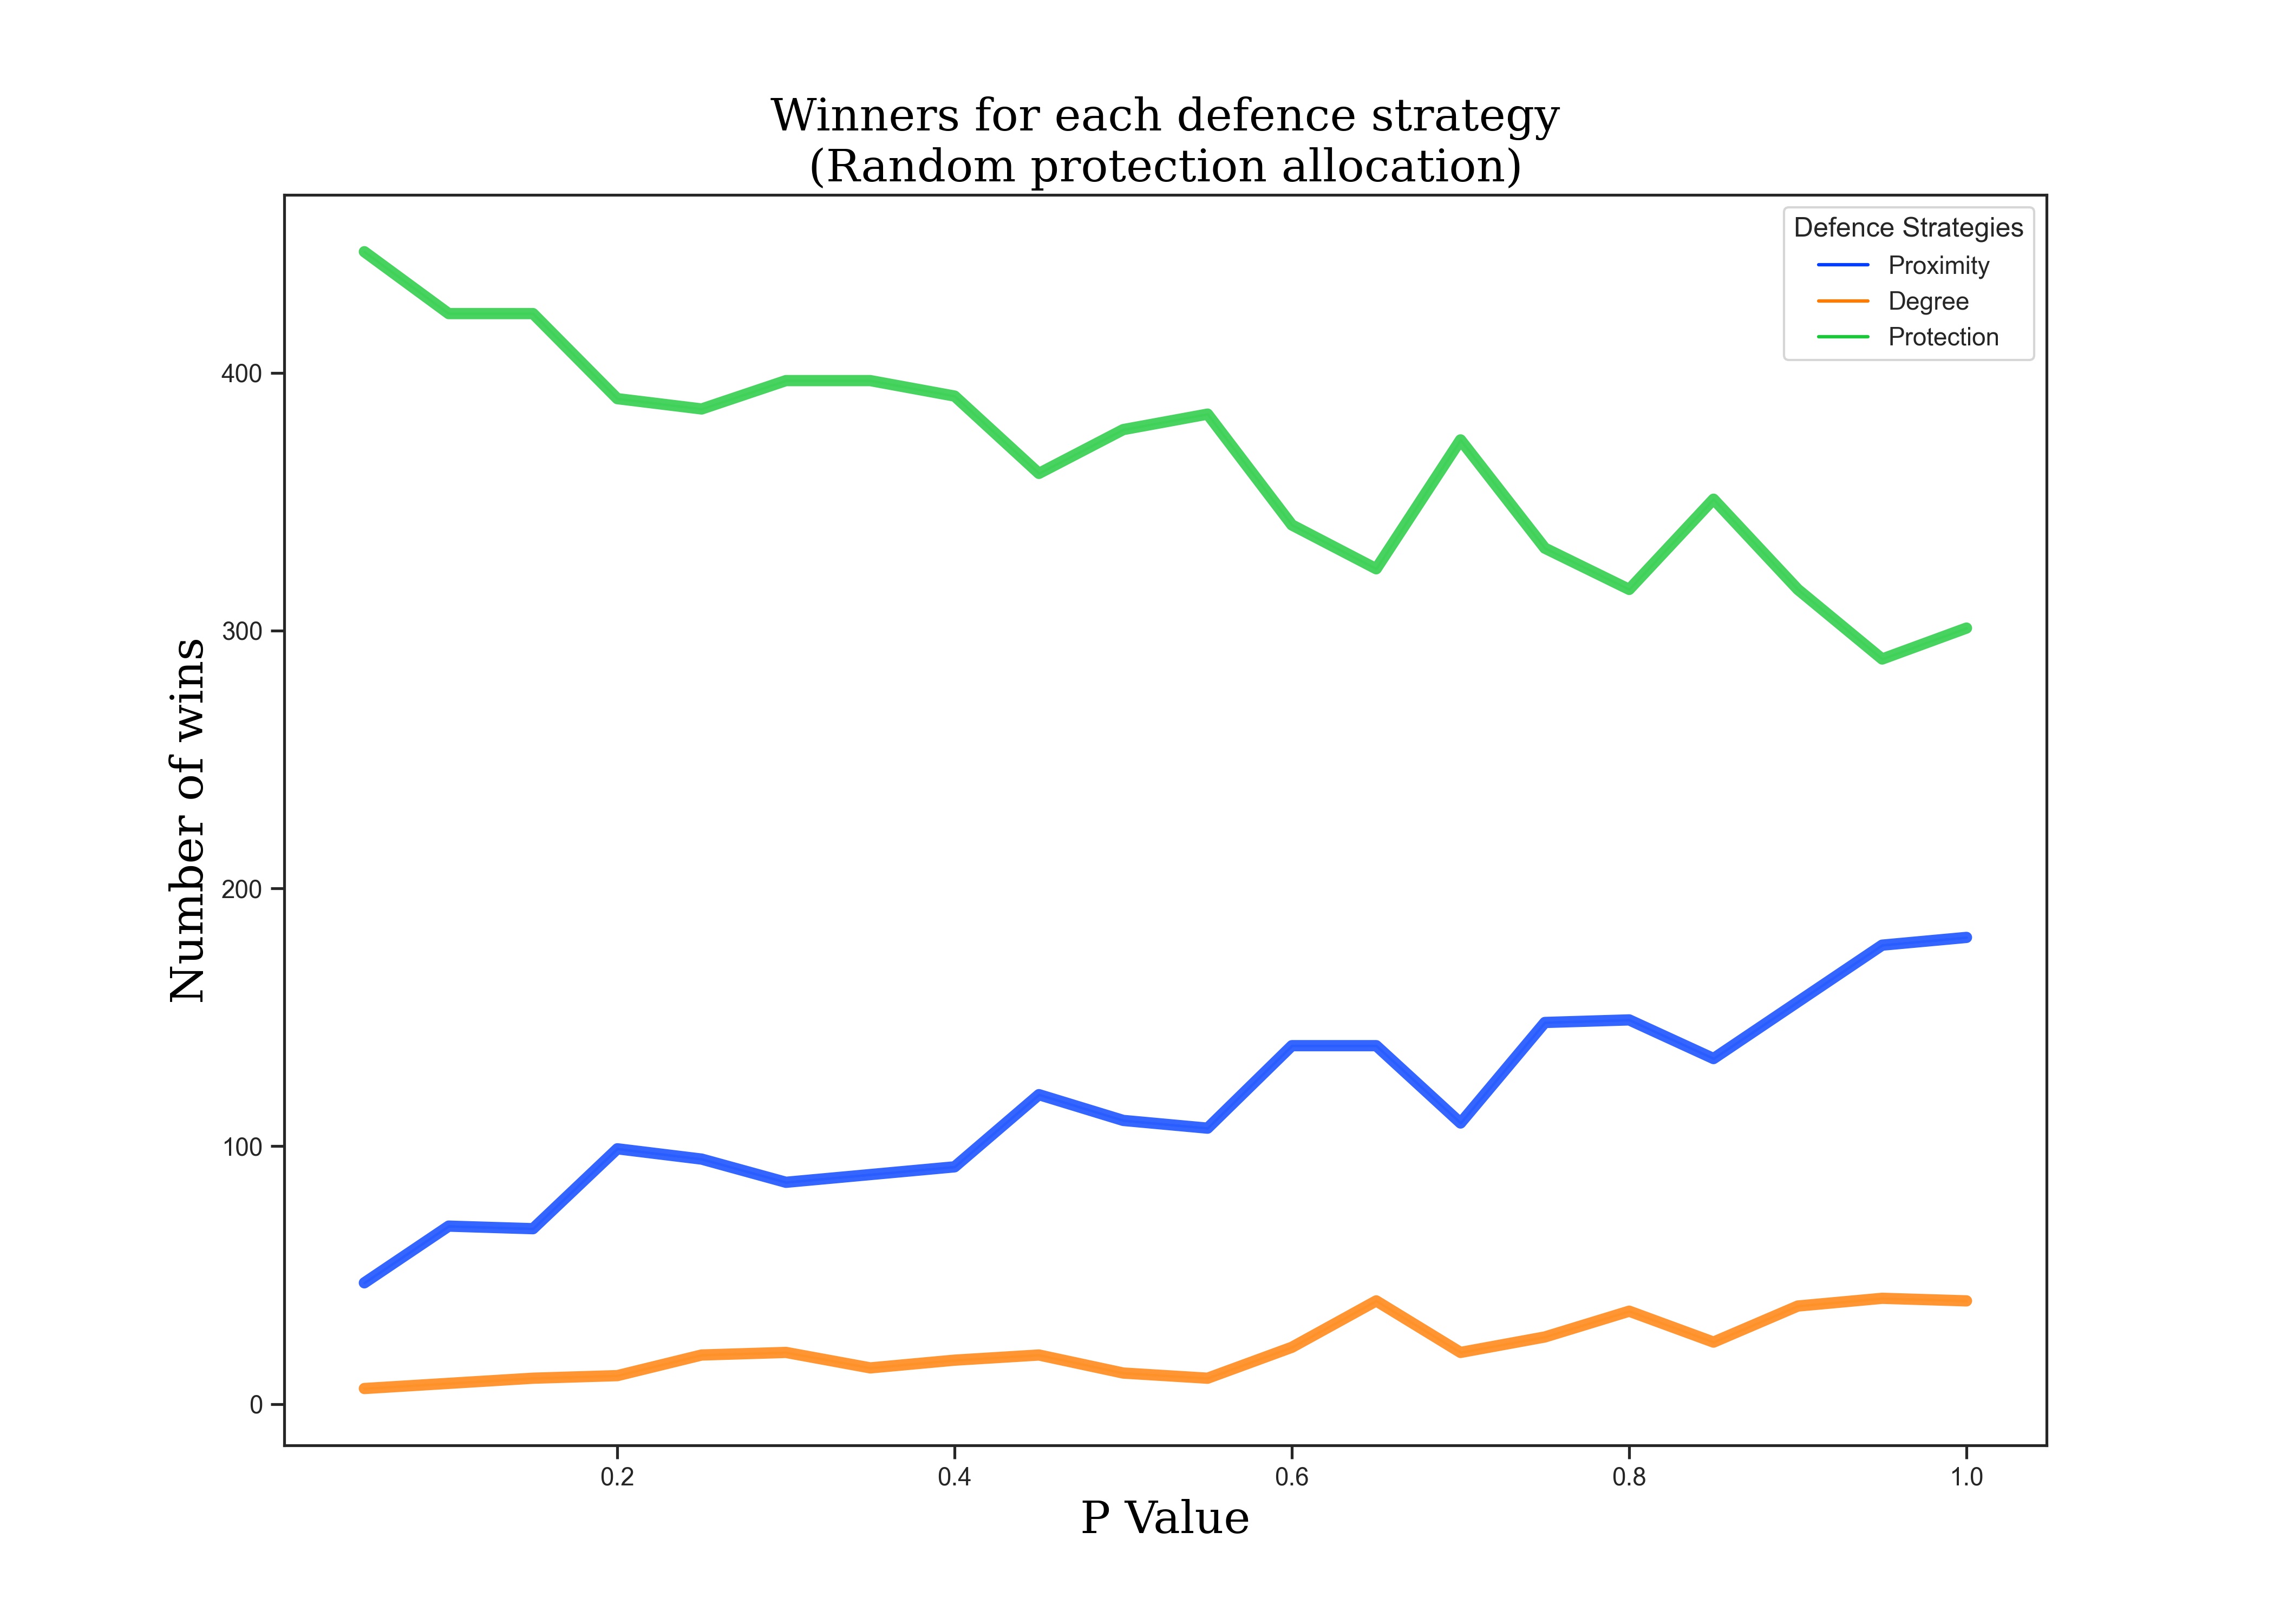 Winners for each defence strategy
(Random protection allocation)
Defence Strategies
Proximity
Degree
Protection
Number of wins
400
300
200
100
0
0.2
0.4
0.6
0.8
1.0
P Value